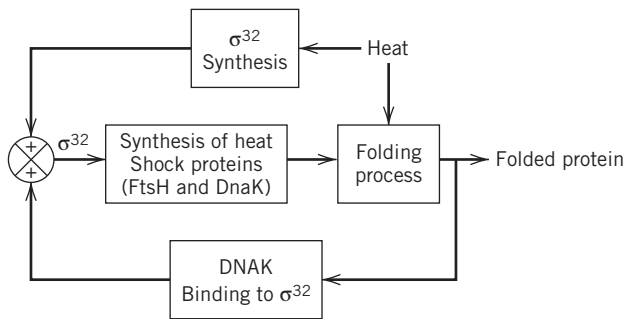 σ³²
Synthesis
Heat
+
+
σ³²
Synthesis of heat
Shock proteins
(FtsH and DnaK)
Folding
process
Folded protein
DNAK
Binding to σ³²